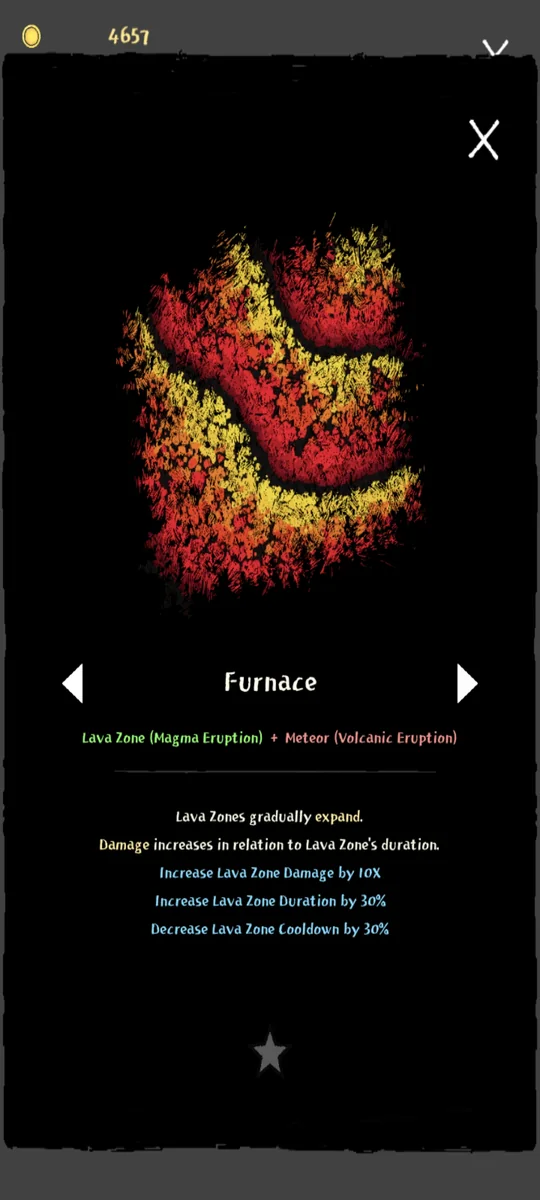 4657
X
Furnace
Lava Zone (Magma Eruption) + Meteor (Volcanic Eruption)
Lava Zones gradually expand.
Damage increases in relation to Lava Zone's duration.
Increase Lava Zone Damage by 10X
Increase Lava Zone Duration by 30%
Decrease Lava Zone Cooldown by 30%